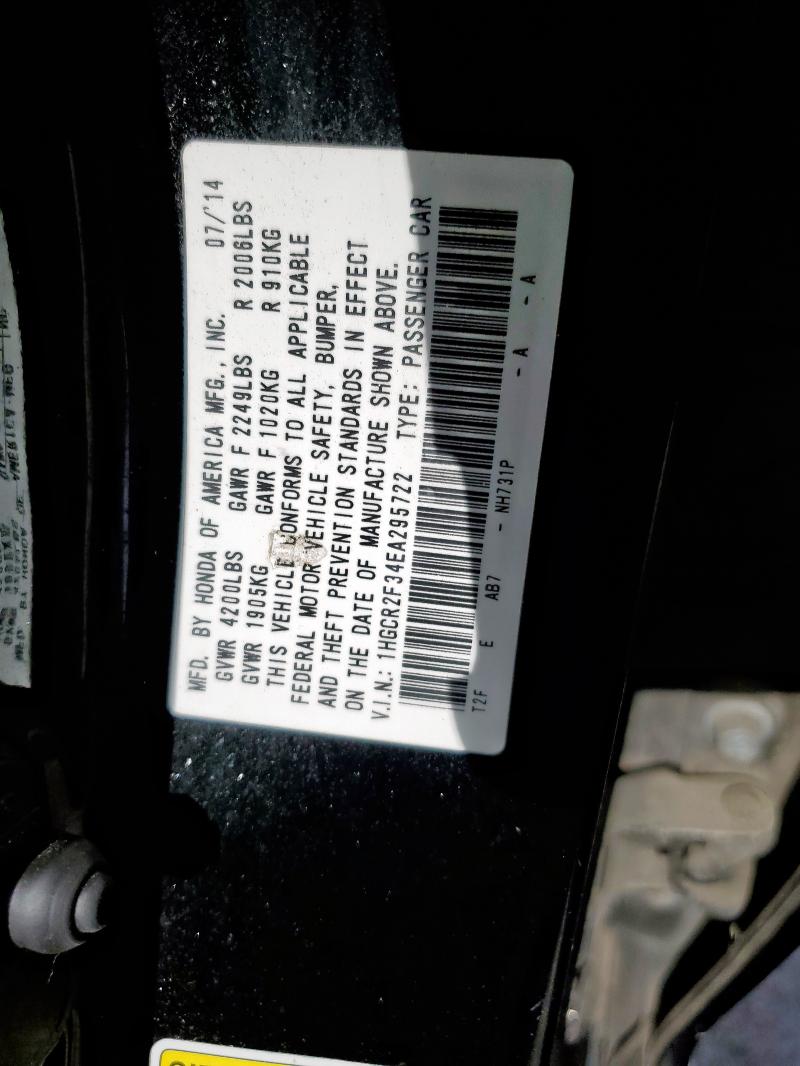 MFD. BY HONDA OF AMERICA MFG., INC. 07/'14
GVWR 4200LBS GAWR F 2249LBS R 2006LBS
GVWR 1905KG GAWR F 1020KG R 910KG
THIS VEHICLE CONFORMS TO ALL APPLICABLE
FEDERAL MOTOR VEHICLE SAFETY, BUMPER,
AND THEFT PREVENTION STANDARDS IN EFFECT
ON THE DATE OF MANUFACTURE SHOWN ABOVE.
V.I.N.: 1HGCR2F34EA295722 TYPE: PASSENGER CAR
T2F E AB7 - NH731P - A - A